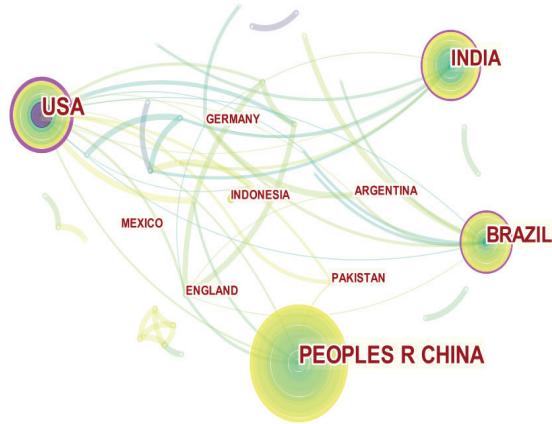 INDIA
USA
GERMANY
INDONESIA
ARGENTINA
MEXICO
BRAZIL
PAKISTAN
ENGLAND
PEOPLES R CHINA